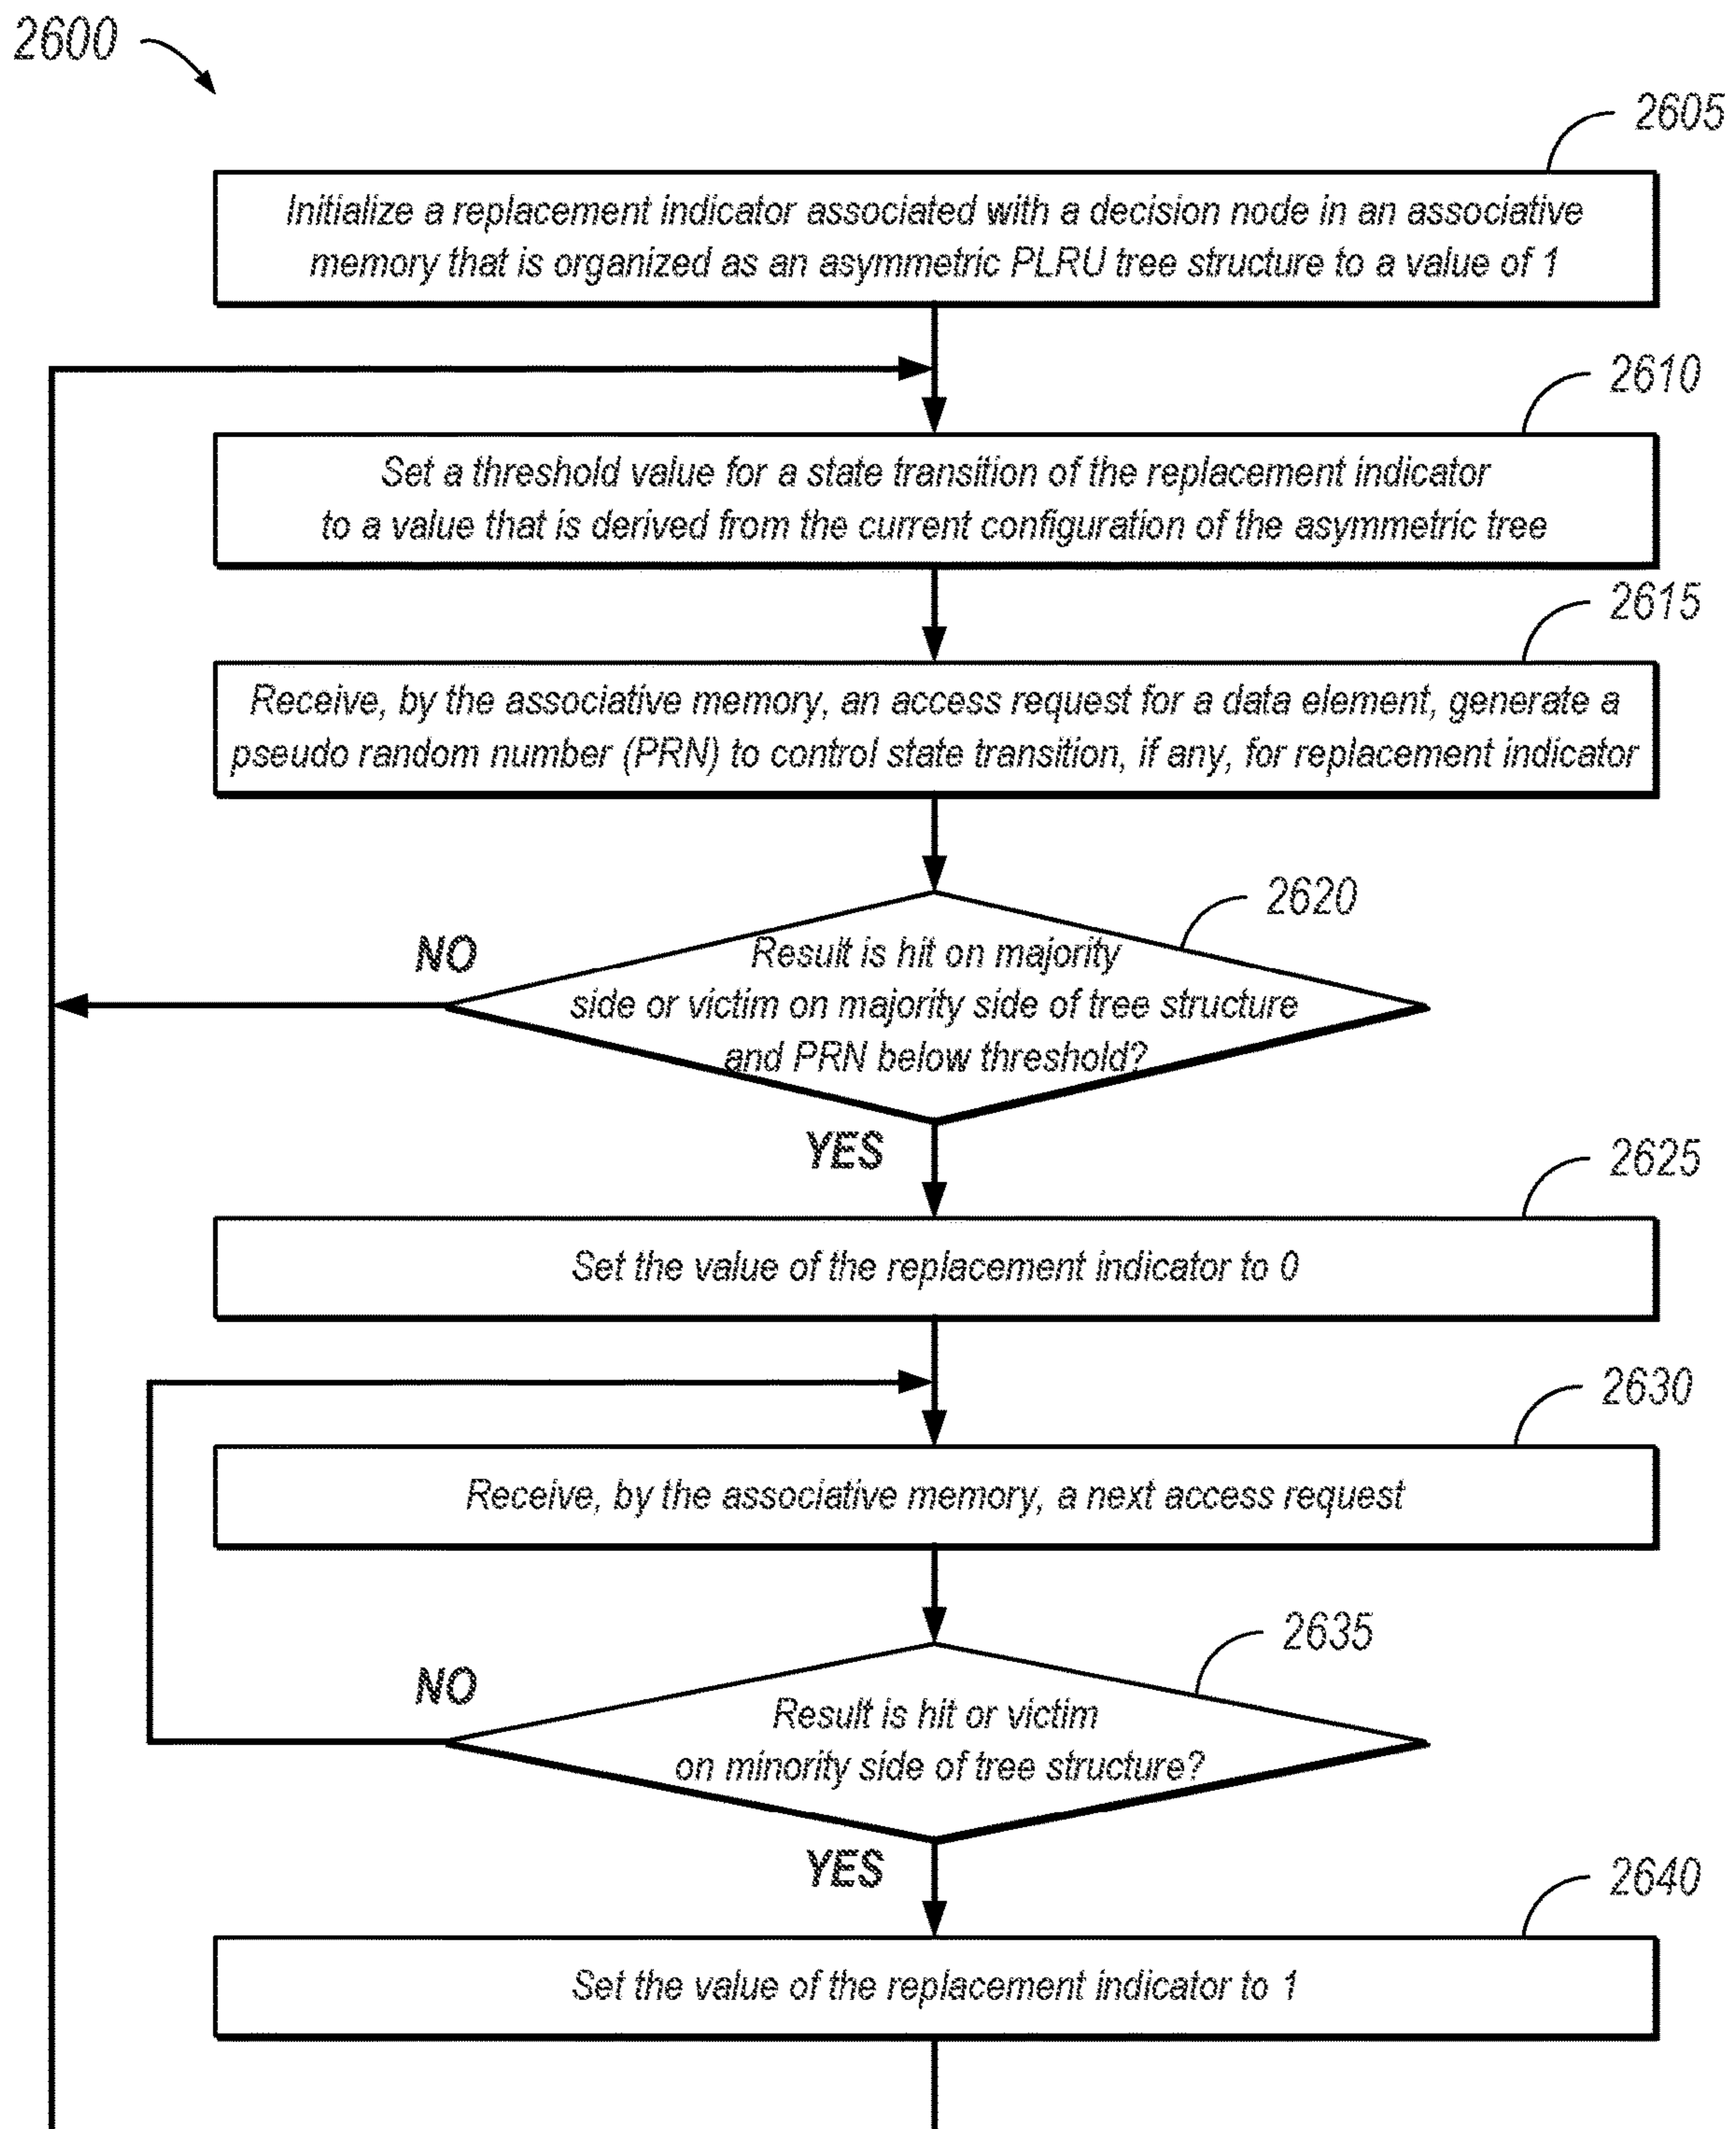 2600
2605
Initialize a replacement indicator associated with a decision node in an associative
memory that is organized as an asymmetric PLRU tree structure to a value of 1
2610
Set a threshold value for a state transition of the replacement indicator
to a value that is derived from the current configuration of the asymmetric tree
2615
Receive, by the associative memory, an access request for a data element, generate a
pseudo random number (PRN) to control state transition, if any, for replacement indicator
2620
NO
Result is hit on majority
side or victim on majority side of tree structure
and PRN below threshold?
YES
2625
Set the value of the replacement indicator to 0
2630
Receive, by the associative memory, a next access request
2635
NO
Result is hit or victim
on minority side of tree structure?
YES
2640
Set the value of the replacement indicator to 1